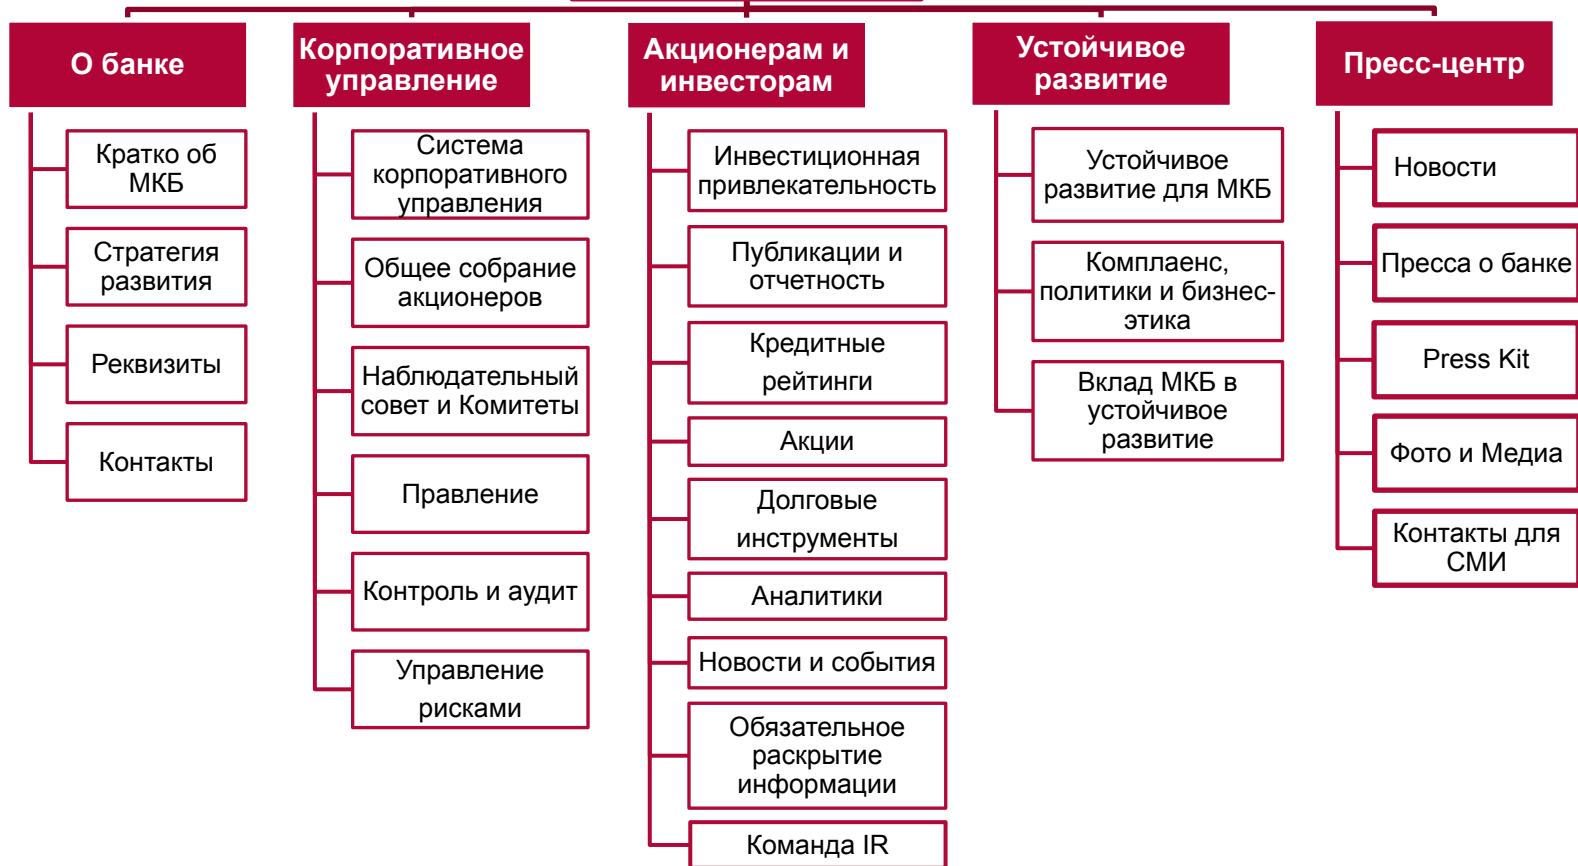 О банке
Кратко об
МКБ
Стратегия
развития
Реквизиты
Контакты
Корпоративное
управление
Система
корпоративного
управления
Общее собрание
акционеров
Наблюдательный
совет и Комитеты
Правление
Контроль и аудит
Управление
рисками
Акционерам и
инвесторам
Инвестиционная
привлекательность
Публикации и
отчетность
Кредитные
рейтинги
Акции
Долговые
инструменты
Аналитики
Новости и события
Обязательное
раскрытие
информации
Команда IR
Устойчивое
развитие
Устойчивое
развитие для МКБ
Комплаенс,
политики и бизнес-
этика
Вклад МКБ в
устойчивое
развитие
Пресс-центр
Новости
Пресса о банке
Press Kit
Фото и Медиа
Контакты для
СМИ